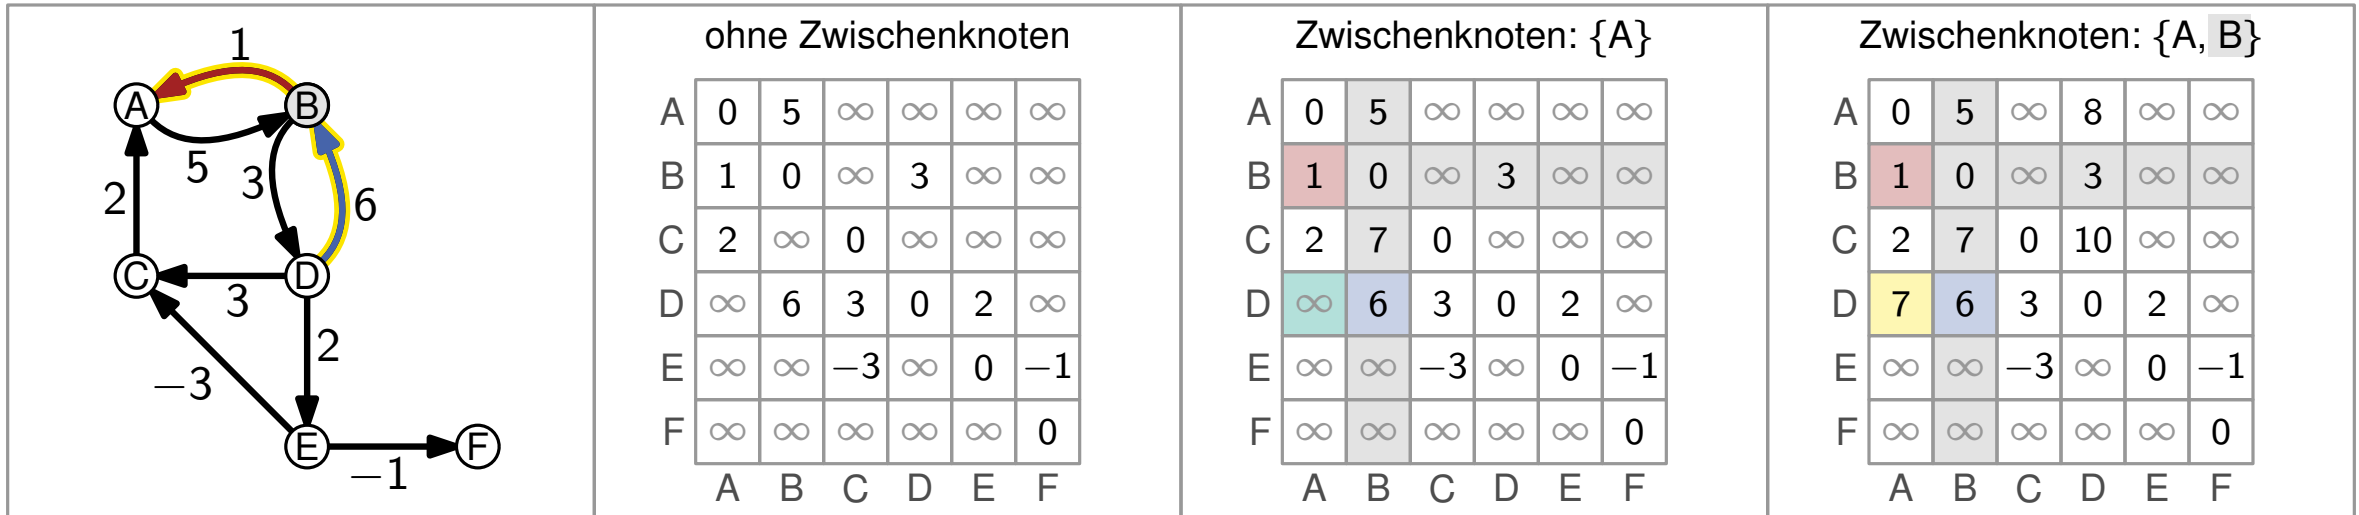 1
A B
5 3 6
2
C D
3
2
−3
E F
−1
ohne Zwischenknoten
A 0 5 ∞ ∞ ∞ ∞
B 1 0 ∞ 3 ∞ ∞
C 2 ∞ 0 ∞ ∞ ∞
D ∞ 6 3 0 2 ∞
E ∞ ∞ −3 ∞ 0 −1
F ∞ ∞ ∞ ∞ ∞ 0
A B C D E F
Zwischenknoten: {A}
A 0 5 ∞ ∞ ∞ ∞
B 1 0 ∞ 3 ∞ ∞
C 2 7 0 ∞ ∞ ∞
D ∞ 6 3 0 2 ∞
E ∞ ∞ −3 ∞ 0 −1
F ∞ ∞ ∞ ∞ ∞ 0
A B C D E F
Zwischenknoten: {A, B}
A 0 5 ∞ 8 ∞ ∞
B 1 0 ∞ 3 ∞ ∞
C 2 7 0 10 ∞ ∞
D 7 6 3 0 2 ∞
E ∞ ∞ −3 ∞ 0 −1
F ∞ ∞ ∞ ∞ ∞ 0
A B C D E F